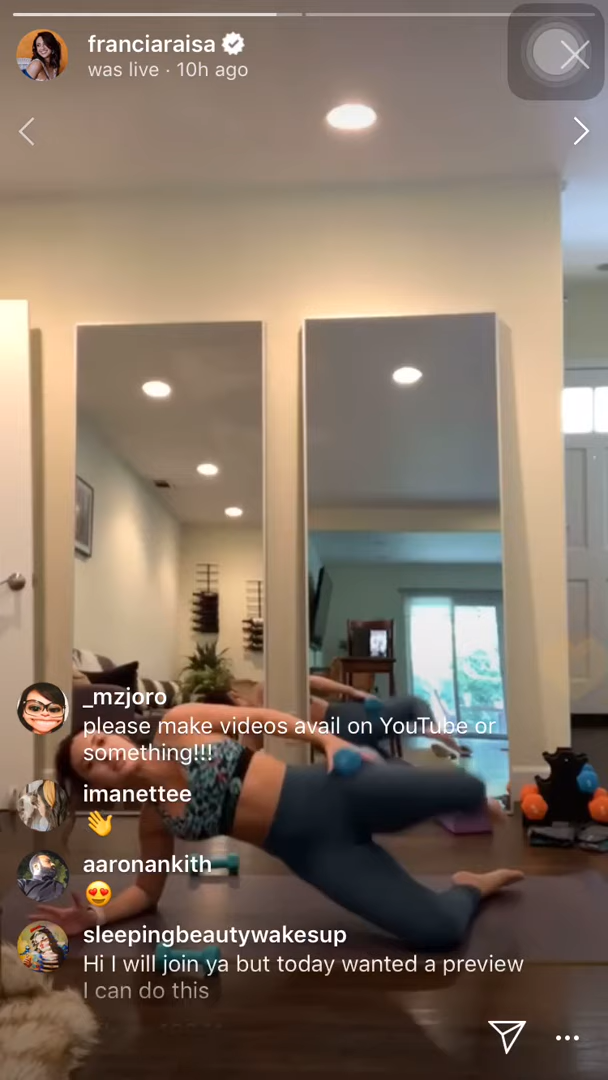 franciaraisa
was live · 10h ago
_mzjoro
please make videos avail on YouTube or
something!!!
imanettee
👋
aaronankith
😍
sleepingbeautywakesup
Hi I will join ya but today wanted a preview
I can do this